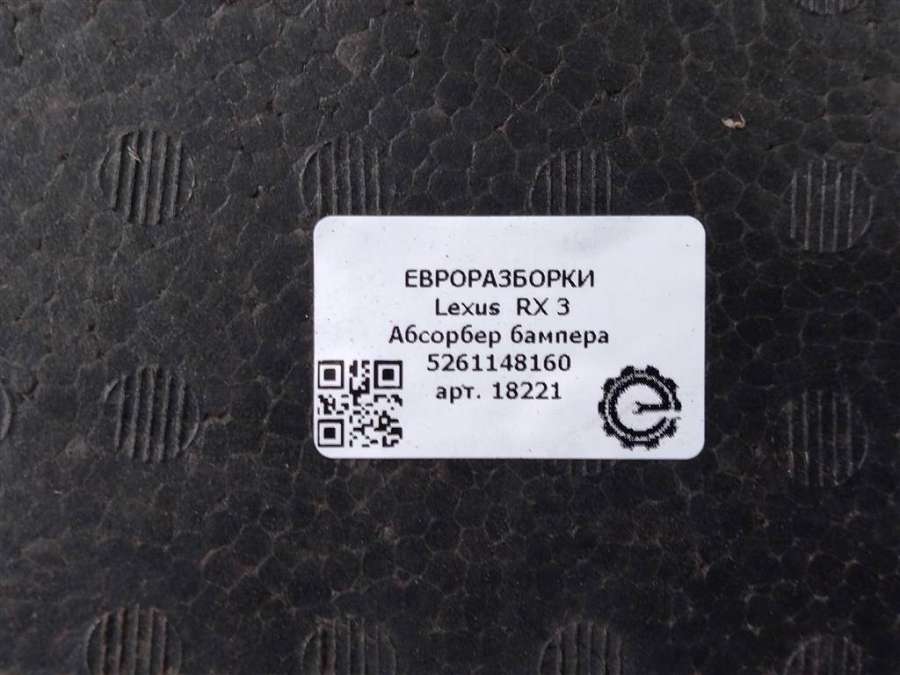 ЕВРОРАЗБОРКИ
Lexus RX 3
Абсорбер бампера
5261148160
арт. 18221